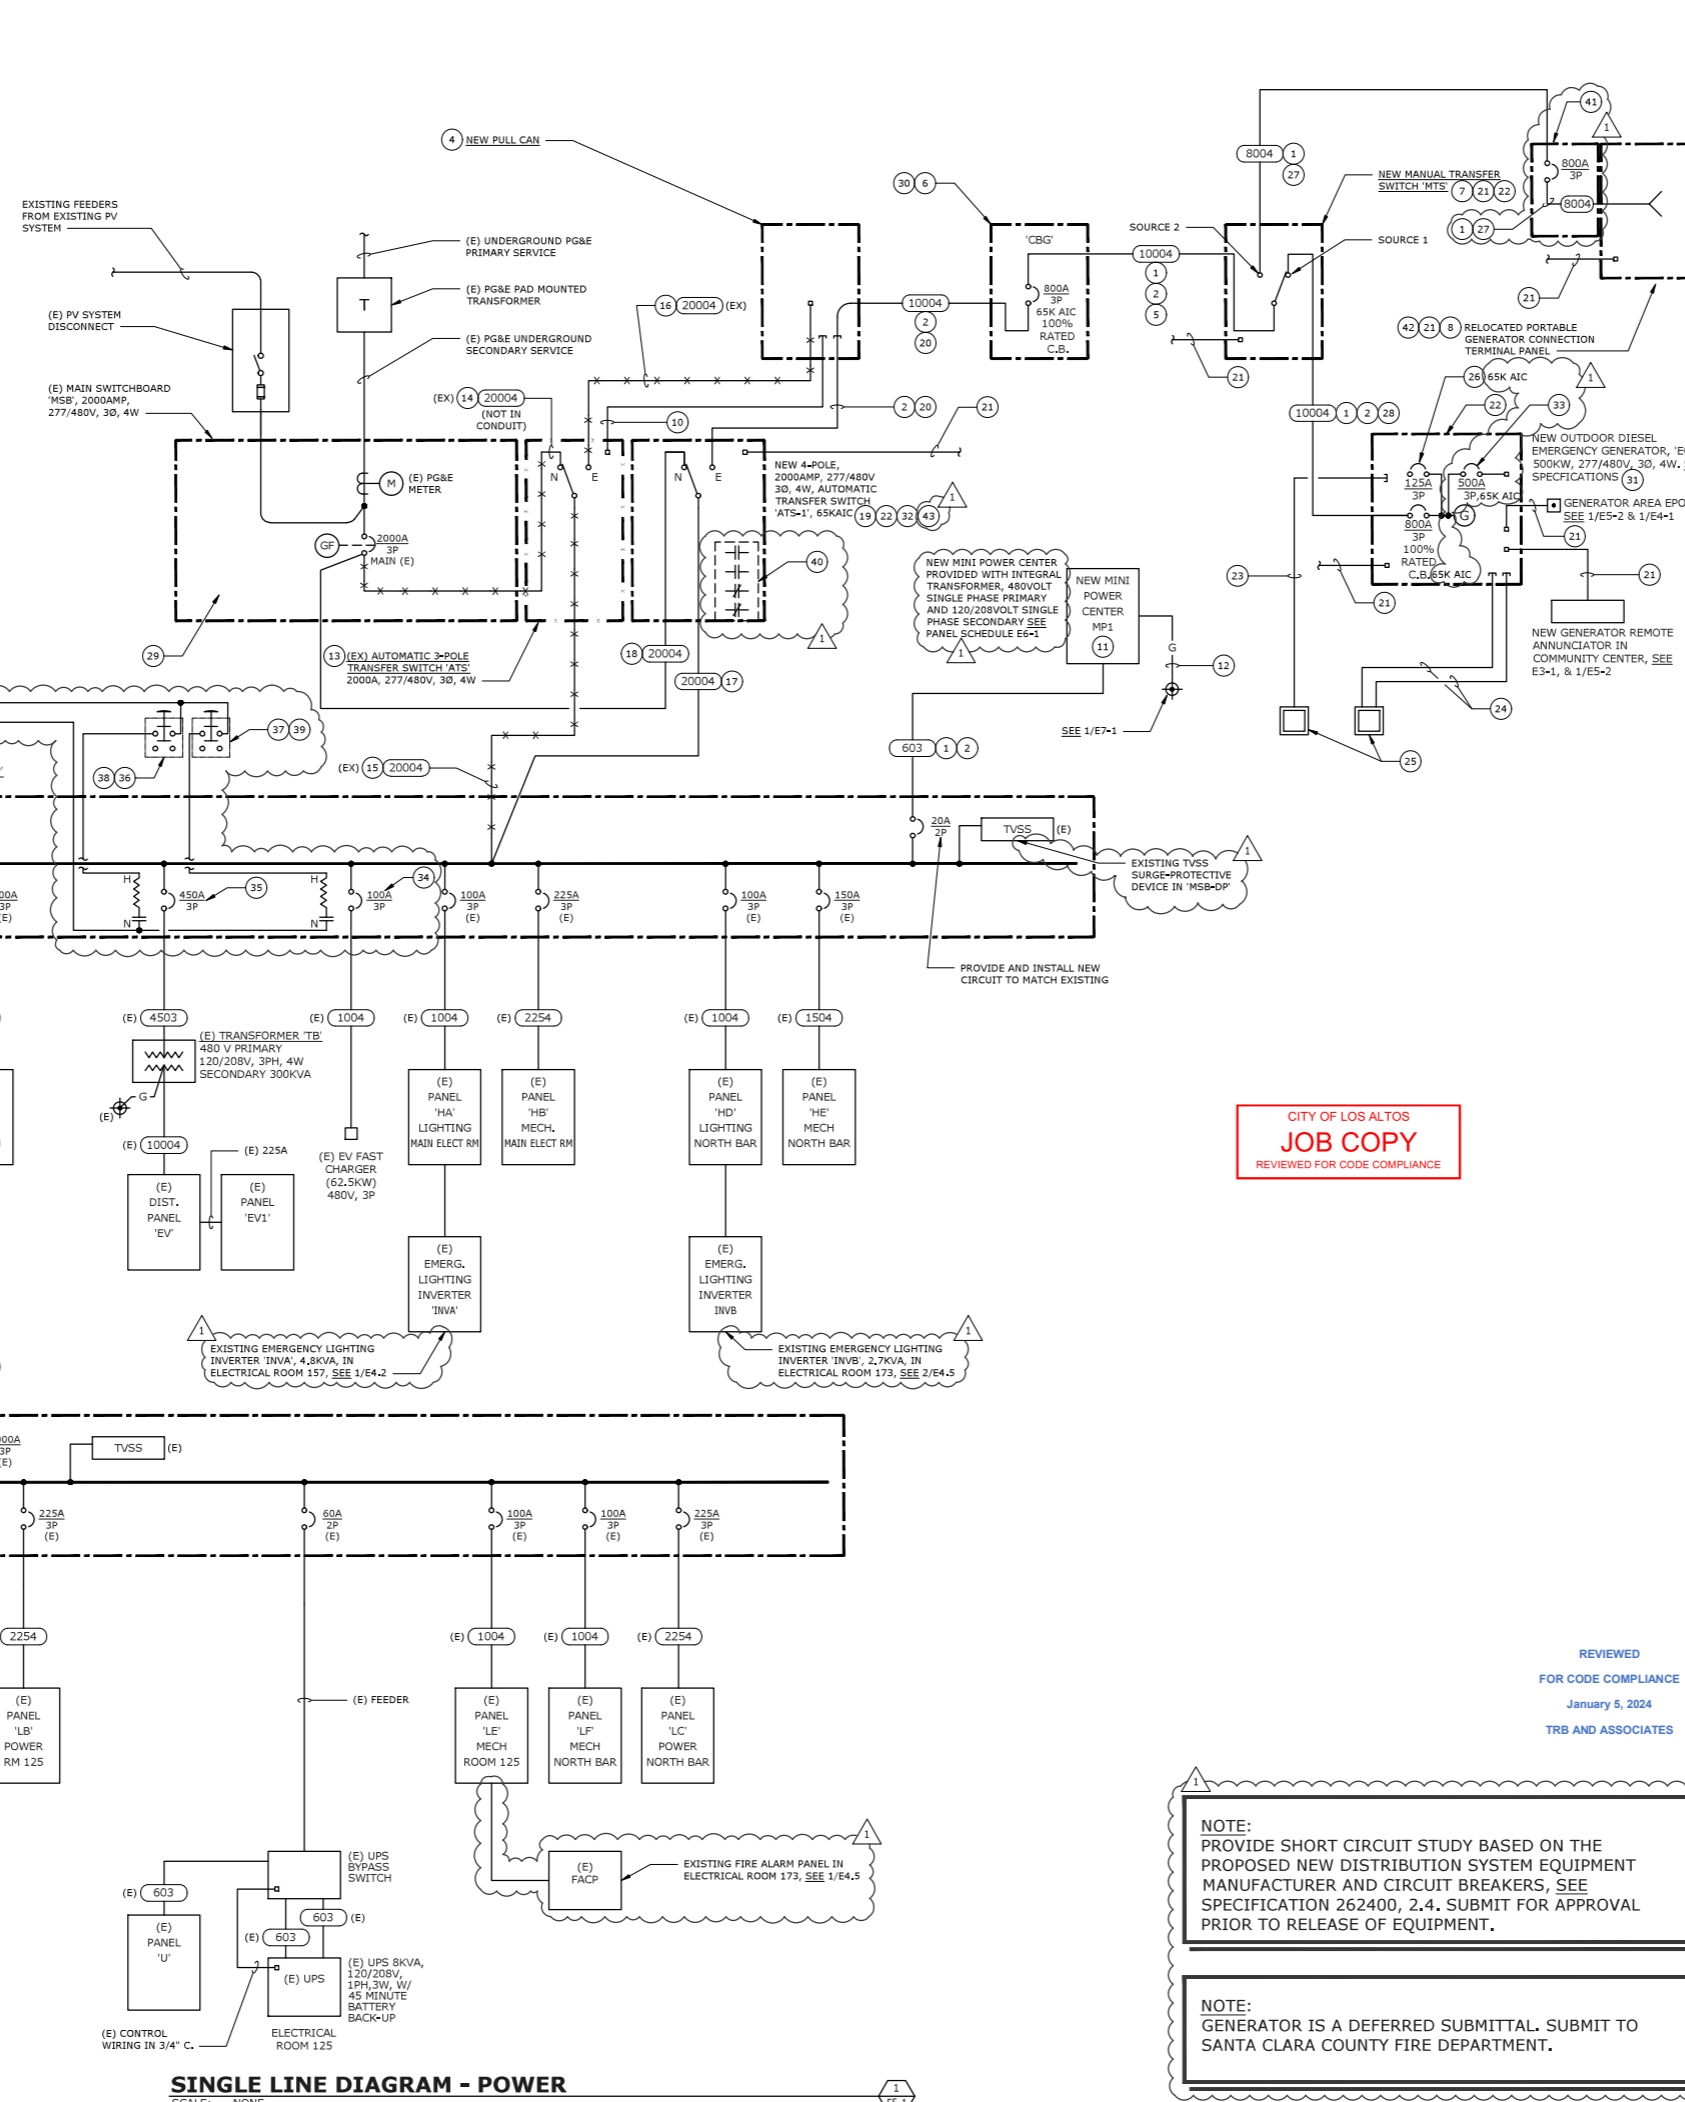 4 NEW PULL CAN
EXISTING FEEDERS
FROM EXISTING PV
SYSTEM
(E) UNDERGROUND PG&E
PRIMARY SERVICE
T
(E) PG&E PAD MOUNTED
TRANSFORMER
(E) PV SYSTEM
DISCONNECT
(E) PG&E UNDERGROUND
SECONDARY SERVICE
(E) MAIN SWITCHBOARD
'MSB', 2000AMP,
277/480V, 3Ø, 4W
M
(E) PG&E
METER
GF
2000A
3P
MAIN (E)
29
16 20004 (EX)
(EX) 14 20004
(NOT IN
CONDUIT)
10
N
E
N
E
13 (EX) AUTOMATIC 3-POLE
TRANSFER SWITCH 'ATS'
2000A, 277/480V, 3Ø, 4W
30 6
'CBG'
800A
3P
65K AIC
100%
RATED
C.B.
10004
2
20
2 20
21
NEW 4-POLE,
2000AMP, 277/480V
3Ø, 4W, AUTOMATIC
TRANSFER SWITCH
'ATS-1', 65KAIC 19 22 32 43
1
40
1
18 20004
20004 17
(EX) 15 20004
10004
1
2
5
SOURCE 2
SOURCE 1
8004 1
27
NEW MANUAL TRANSFER
SWITCH 'MTS' 7 21 22
21
41
1
800A
3P
8004
1 27
21
42 21 8 RELOCATED PORTABLE
GENERATOR CONNECTION
TERMINAL PANEL
26 65K AIC
1
22
33
10004 1 2 28
NEW OUTDOOR DIESEL
EMERGENCY GENERATOR,
500KW, 277/480V, 3Ø, 4W.
SPECFICATIONS 31
125A
3P
500A
3P,65K AIC
800A
3P
100%
RATED
C.B.65K AIC
G
GENERATOR AREA EPO
SEE 1/E5-2 & 1/E4-1
21
21
21
23
NEW GENERATOR REMOTE
ANNUNCIATOR IN
COMMUNITY CENTER, SEE
E3-1, & 1/E5-2
24
25
NEW MINI POWER CENTER
PROVIDED WITH INTEGRAL
TRANSFORMER, 480VOLT
SINGLE PHASE PRIMARY
AND 120/208VOLT SINGLE
PHASE SECONDARY SEE
PANEL SCHEDULE E6-1
1
NEW MINI
POWER
CENTER
MP1
11
G
12
SEE 1/E7-1
603 1 2
20A
2P
TVSS (E)
1
EXISTING TVSS
SURGE-PROTECTIVE
DEVICE IN 'MSB-DP'
PROVIDE AND INSTALL NEW
CIRCUIT TO MATCH EXISTING
37 39
38 36
H
N
450A
3P
35
H
N
100A
3P
34
100A
3P
(E)
225A
3P
(E)
100A
3P
(E)
150A
3P
(E)
3P
(E)
(E) 4503
(E) 1004
(E) 1004
(E) 2254
(E) 1004
(E) 1504
(E) TRANSFORMER 'TB'
480 V PRIMARY
120/208V, 3PH, 4W
SECONDARY 300KVA
G
(E)
(E) 10004
(E) 225A
(E)
DIST.
PANEL
'EV'
(E)
PANEL
'EV1'
(E) EV FAST
CHARGER
(62.5KW)
480V, 3P
(E)
PANEL
'HA'
LIGHTING
MAIN ELECT RM
(E)
PANEL
'HB'
MECH.
MAIN ELECT RM
(E)
PANEL
'HD'
LIGHTING
NORTH BAR
(E)
PANEL
'HE'
MECH
NORTH BAR
(E)
EMERG.
LIGHTING
INVERTER
'INVA'
(E)
EMERG.
LIGHTING
INVERTER
INVB
1
EXISTING EMERGENCY LIGHTING
INVERTER 'INVA', 4.8KVA, IN
ELECTRICAL ROOM 157, SEE 1/E4.2
1
EXISTING EMERGENCY LIGHTING
INVERTER 'INVB', 2.7KVA, IN
ELECTRICAL ROOM 173, SEE 2/E4.5
CITY OF LOS ALTOS
JOB COPY
REVIEWED FOR CODE COMPLIANCE
3P
(E)
TVSS (E)
225A
3P
(E)
60A
2P
(E)
100A
3P
(E)
100A
3P
(E)
225A
3P
(E)
2254
(E) 1004
(E) 1004
(E) 2254
(E) FEEDER
(E)
PANEL
'LB'
POWER
RM 125
(E)
PANEL
'LE'
MECH
ROOM 125
(E)
PANEL
'LF'
MECH
NORTH BAR
(E)
PANEL
'LC'
POWER
NORTH BAR
1
(E)
FACP
EXISTING FIRE ALARM PANEL IN
ELECTRICAL ROOM 173, SEE 1/E4.5
(E) UPS
BYPASS
SWITCH
(E) 603
603 (E)
(E) 603
(E)
PANEL
'U'
(E) UPS
(E) UPS 8KVA,
120/208V,
1PH,3W, W/
45 MINUTE
BATTERY
BACK-UP
(E) CONTROL
WIRING IN 3/4" C.
ELECTRICAL
ROOM 125
REVIEWED
FOR CODE COMPLIANCE
January 5, 2024
TRB AND ASSOCIATES
1
NOTE:
PROVIDE SHORT CIRCUIT STUDY BASED ON THE
PROPOSED NEW DISTRIBUTION SYSTEM EQUIPMENT
MANUFACTURER AND CIRCUIT BREAKERS, SEE
SPECIFICATION 262400, 2.4. SUBMIT FOR APPROVAL
PRIOR TO RELEASE OF EQUIPMENT.
NOTE:
GENERATOR IS A DEFERRED SUBMITTAL. SUBMIT TO
SANTA CLARA COUNTY FIRE DEPARTMENT.
SINGLE LINE DIAGRAM - POWER
1